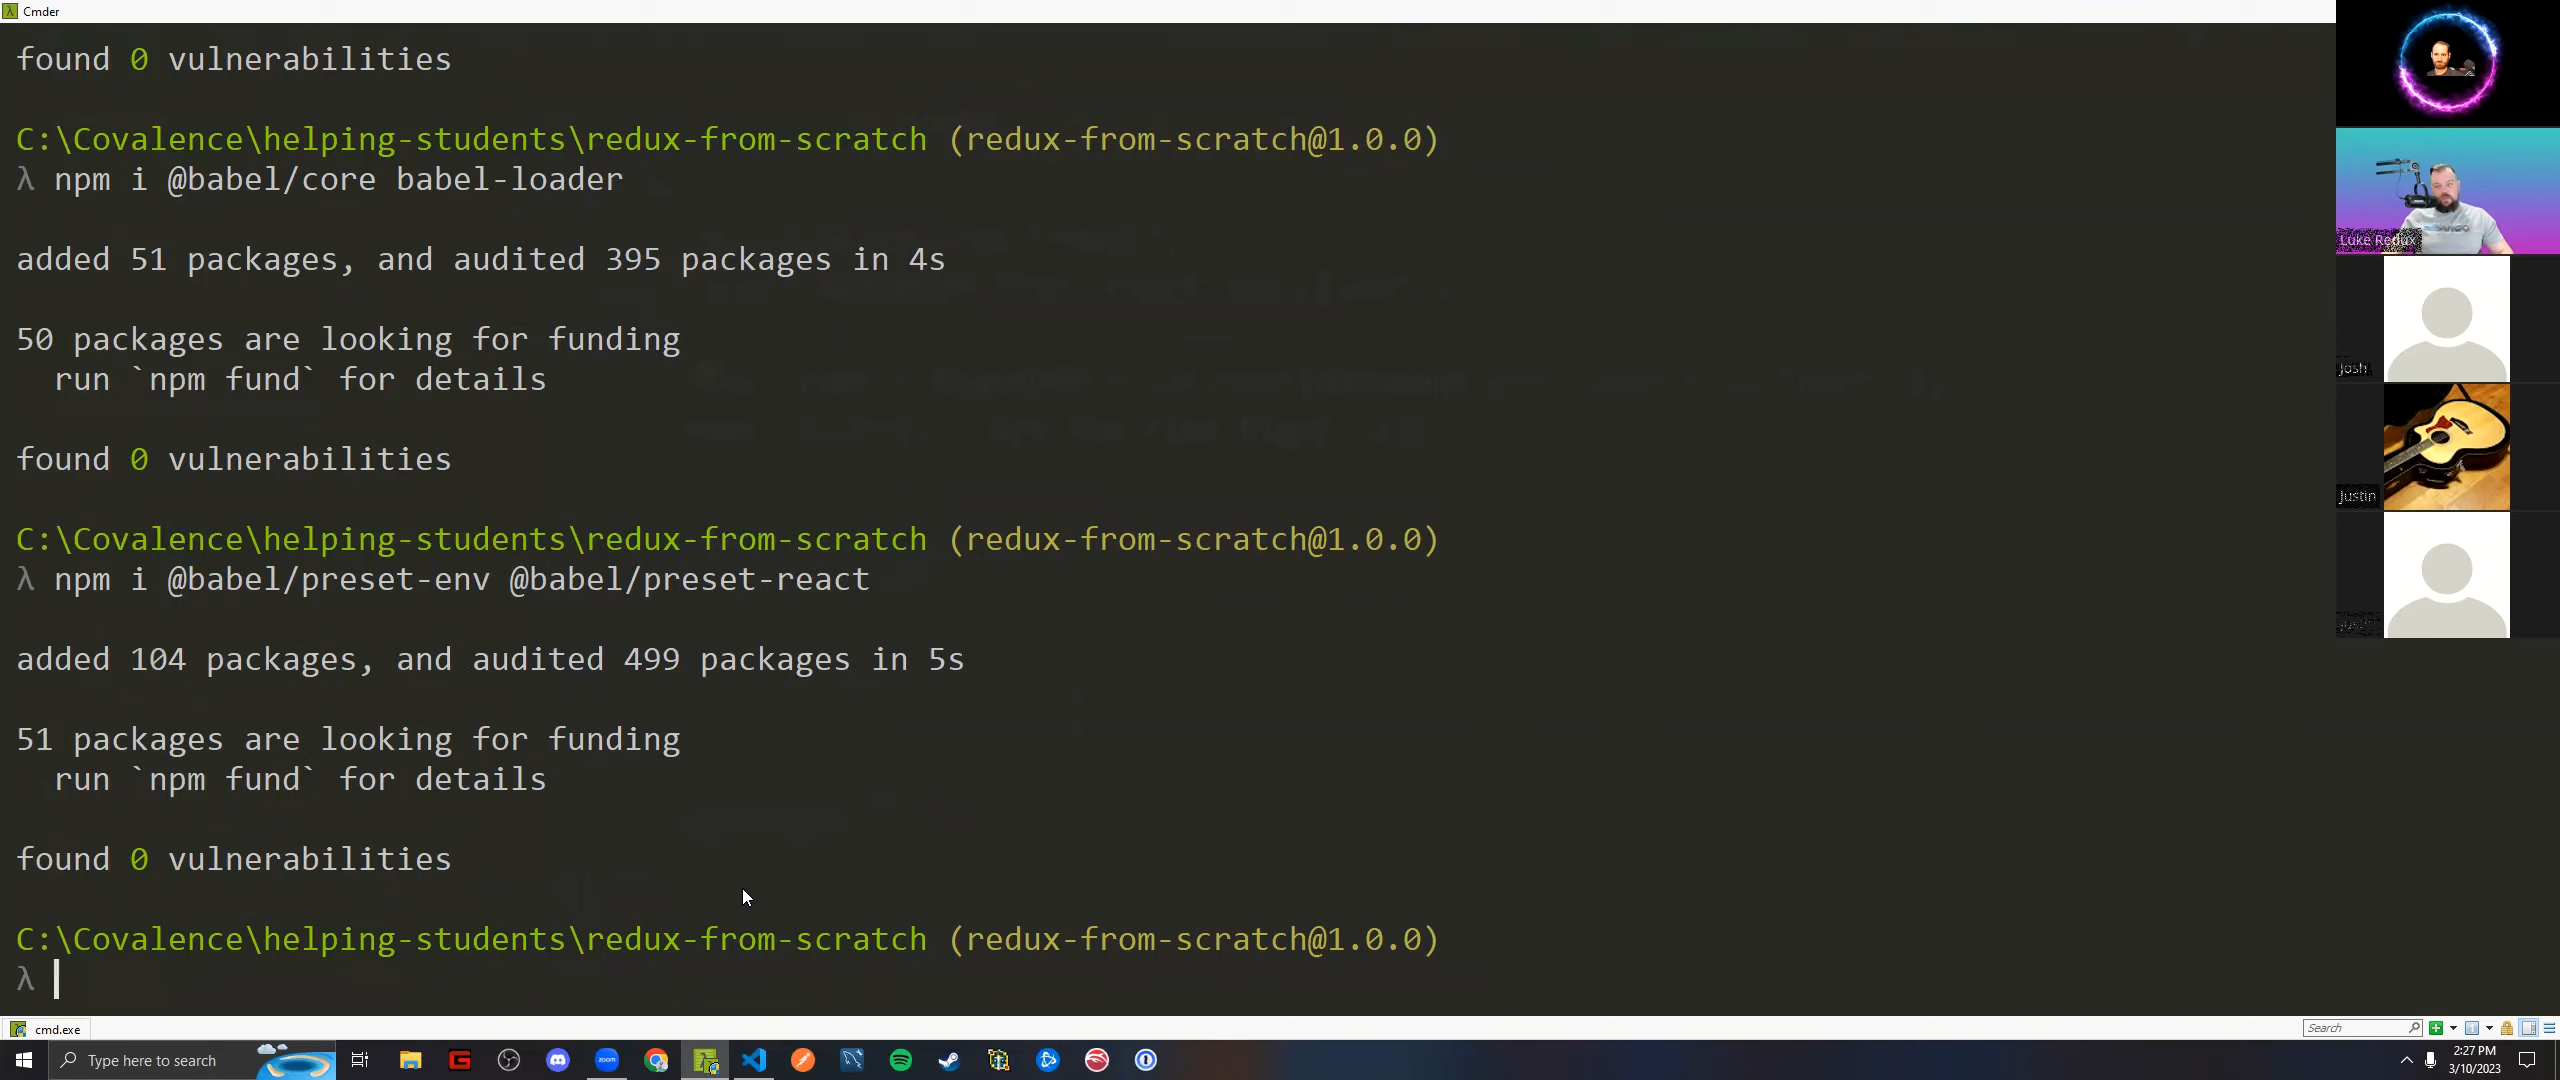 Cmder
found 0 vulnerabilities
C:\Covalence\helping-students\redux-from-scratch (redux-from-scratch@1.0.0)
λ npm i @babel/core babel-loader
added 51 packages, and audited 395 packages in 4s
50 packages are looking for funding
run `npm fund` for details
found 0 vulnerabilities
C:\Covalence\helping-students\redux-from-scratch (redux-from-scratch@1.0.0)
λ npm i @babel/preset-env @babel/preset-react
added 104 packages, and audited 499 packages in 5s
51 packages are looking for funding
run `npm fund` for details
found 0 vulnerabilities
C:\Covalence\helping-students\redux-from-scratch (redux-from-scratch@1.0.0)
λ
Luke Redux
Josh
Justin
cmd.exe
Search
Type here to search
zoom
2:27 PM
3/10/2023